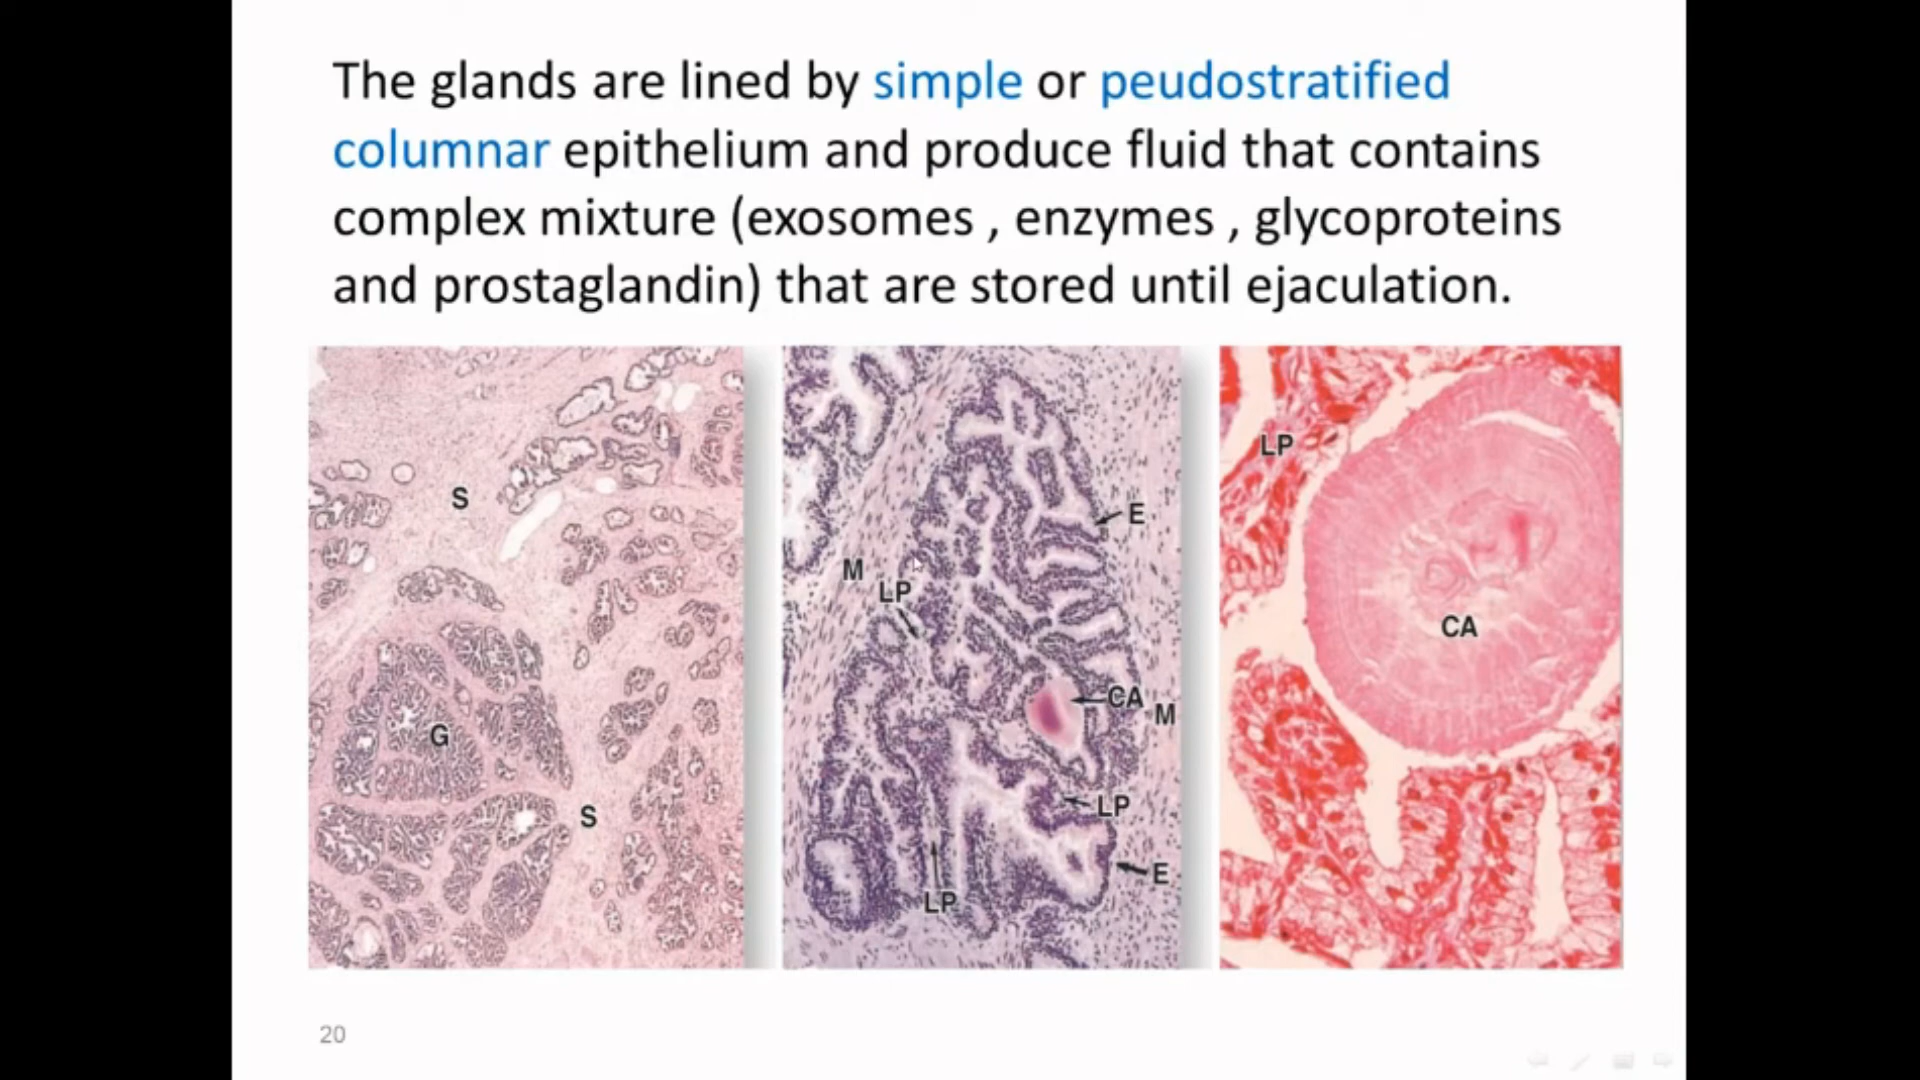 The glands are lined by simple or peudostratified
columnar epithelium and produce fluid that contains
complex mixture (exosomes , enzymes , glycoproteins
and prostaglandin) that are stored until ejaculation.
S
G
S
E
M
LP
CA
M
LP
E
LP
LP
CA
20